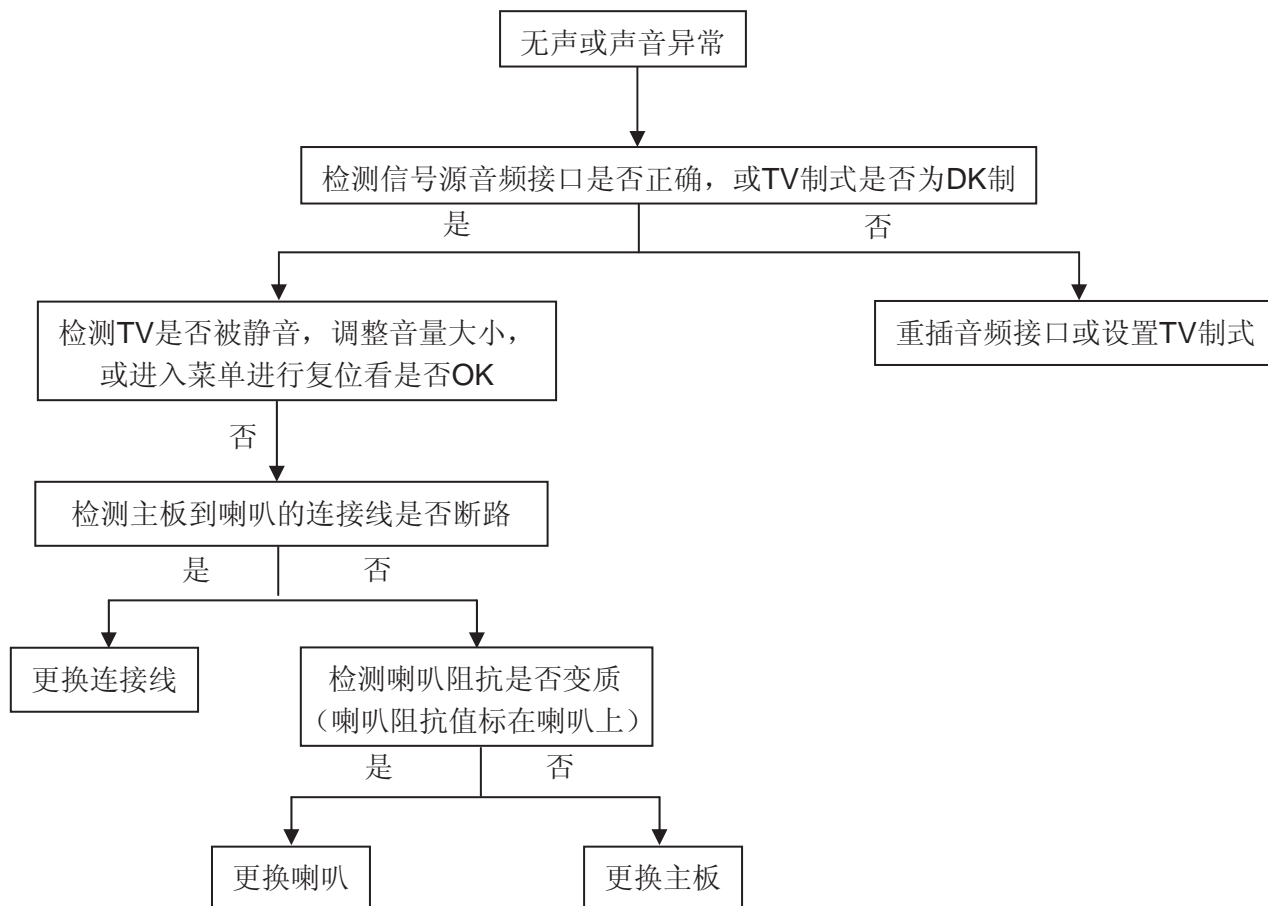 无声或声音异常
检测信号源音频接口是否正确，或TV制式是否为DK制
是
否
检测TV是否被静音，调整音量大小，
或进入菜单进行复位看是否OK
重插音频接口或设置TV制式
否
检测主板到喇叭的连接线是否断路
是
否
更换连接线
检测喇叭阻抗是否变质
（喇叭阻抗值标在喇叭上）
是
否
更换喇叭
更换主板